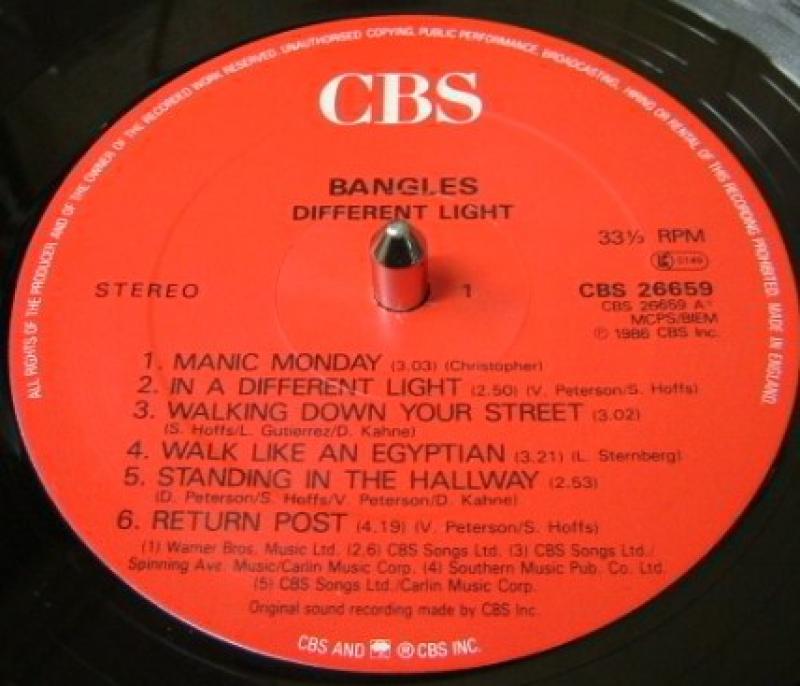 ALL RIGHTS OF THE PRODUCER AND OF THE OWNER OF THE RECORDED WORK RESERVED. UNAUTHORISED COPYING, PUBLIC PERFORMANCE, BROADCASTING, HIRING OR RENTAL OF THIS RECORDING PROHIBITED. MADE IN ENGLAND.
CBS
BANGLES
DIFFERENT LIGHT
33⅓ RPM
LC 0149
STEREO
1
CBS 26659
CBS 26659 A
MCPS/BIEM
℗ 1986 CBS Inc.
1. MANIC MONDAY (3.03) (Christopher)
2. IN A DIFFERENT LIGHT (2.50) (V. Peterson/S. Hoffs)
3. WALKING DOWN YOUR STREET (3.02)
(S. Hoffs/L. Gutierrez/D. Kahne)
4. WALK LIKE AN EGYPTIAN (3.21) (L. Sternberg)
5. STANDING IN THE HALLWAY (2.53)
(D. Peterson/S. Hoffs/V. Peterson/D. Kahne)
6. RETURN POST (4.19) (V. Peterson/S. Hoffs)
(1) Warner Bros. Music Ltd. (2,6) CBS Songs Ltd. (3) CBS Songs Ltd./
Spinning Ave. Music/Carlin Music Corp. (4) Southern Music Pub. Co. Ltd.
(5) CBS Songs Ltd./Carlin Music Corp.
Original sound recording made by CBS Inc.
CBS AND ® CBS INC.